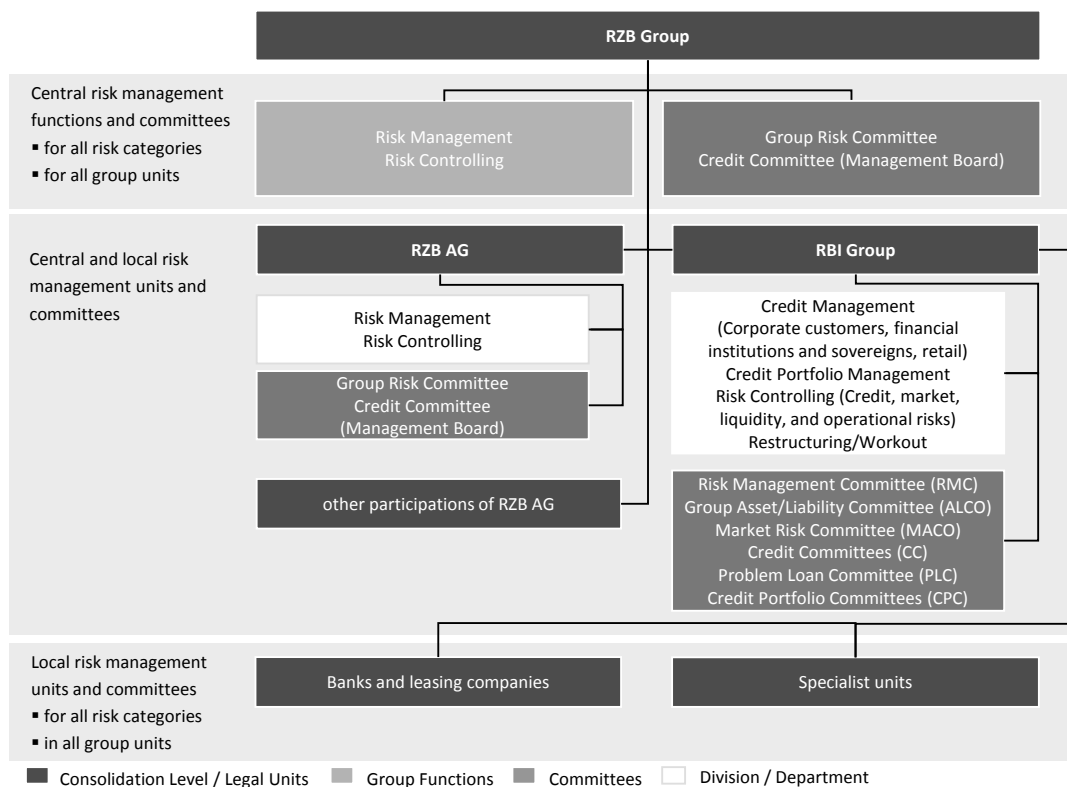 RZB Group
Central risk management
functions and committees
▪ for all risk categories
▪ for all group units
Risk Management
Risk Controlling
Group Risk Committee
Credit Committee (Management Board)
Central and local risk
management units and
committees
RZB AG
Risk Management
Risk Controlling
Group Risk Committee
Credit Committee
(Management Board)
other participations of RZB AG
RBI Group
Credit Management
(Corporate customers, financial
institutions and sovereigns, retail)
Credit Portfolio Management
Risk Controlling (Credit, market,
liquidity, and operational risks)
Restructuring/Workout
Risk Management Committee (RMC)
Group Asset/Liability Committee (ALCO)
Market Risk Committee (MACO)
Credit Committees (CC)
Problem Loan Committee (PLC)
Credit Portfolio Committees (CPC)
Local risk management
units and committees
▪ for all risk categories
▪ in all group units
Banks and leasing companies
Specialist units
Consolidation Level / Legal Units
Group Functions
Committees
Division / Department